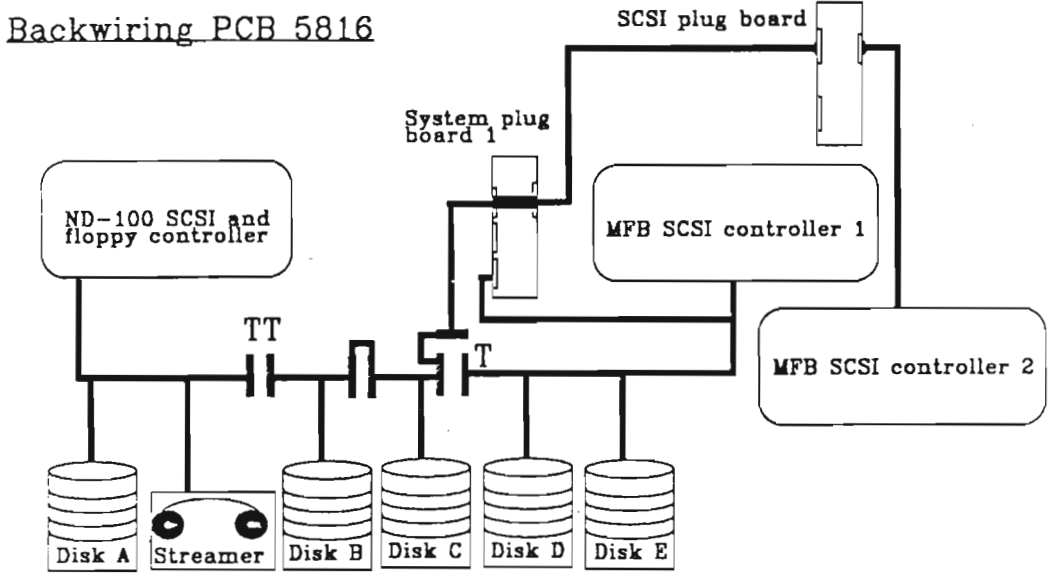 Backwiring PCB 5816
SCSI plug board
System plug
board 1
ND-100 SCSI and
floppy controller
MFB SCSI controller 1
MFB SCSI controller 2
TT
T
Disk A
Streamer
Disk B
Disk C
Disk D
Disk E